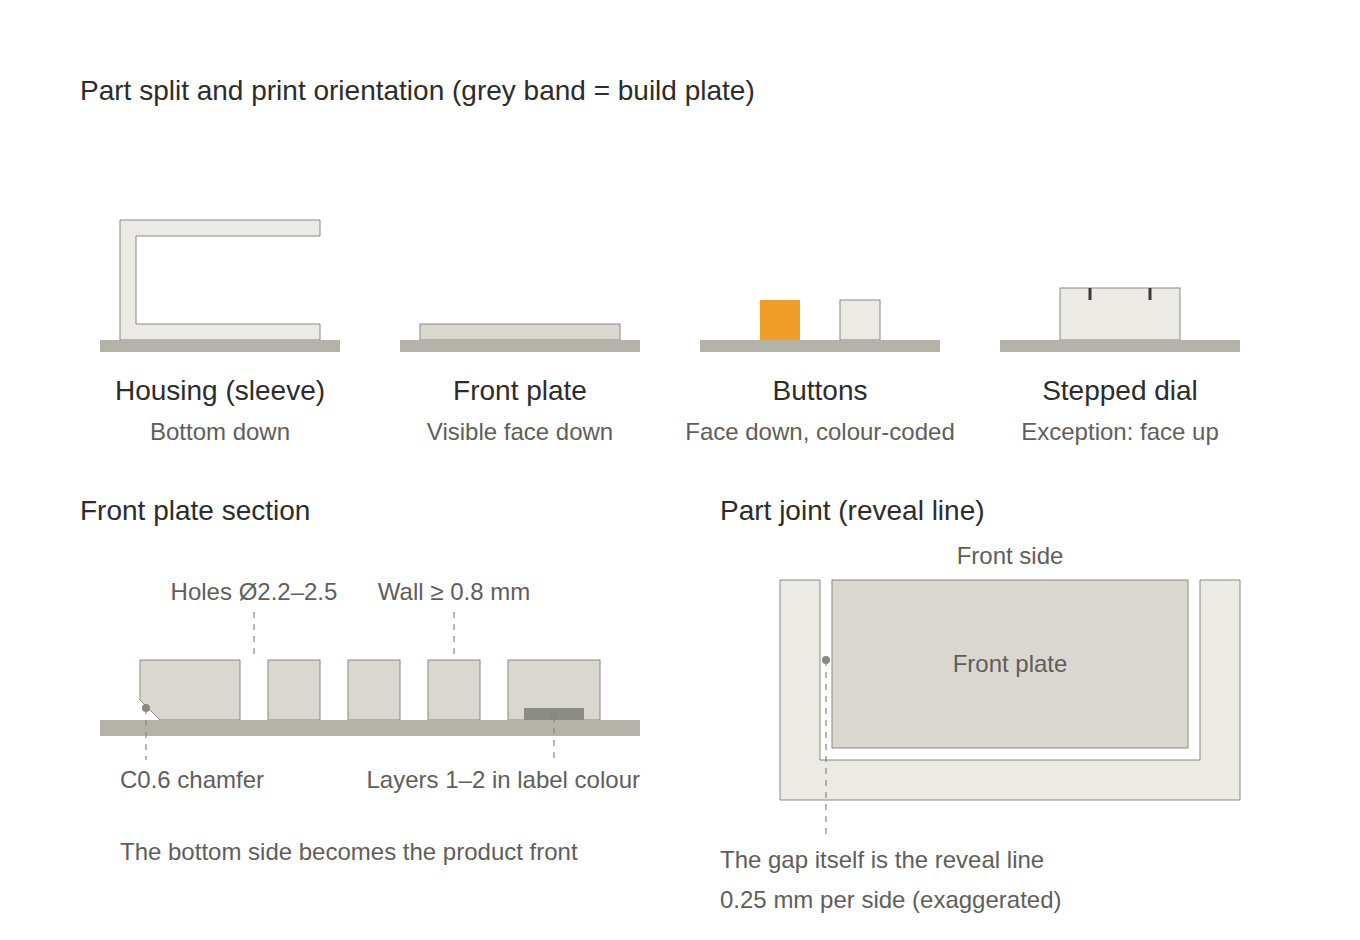 Part split and print orientation (grey band = build plate)
Housing (sleeve)
Bottom down
Front plate
Visible face down
Buttons
Face down, colour-coded
Stepped dial
Exception: face up
Front plate section
Holes Ø2.2–2.5
Wall ≥ 0.8 mm
C0.6 chamfer
Layers 1–2 in label colour
The bottom side becomes the product front
Part joint (reveal line)
Front side
Front plate
The gap itself is the reveal line
0.25 mm per side (exaggerated)